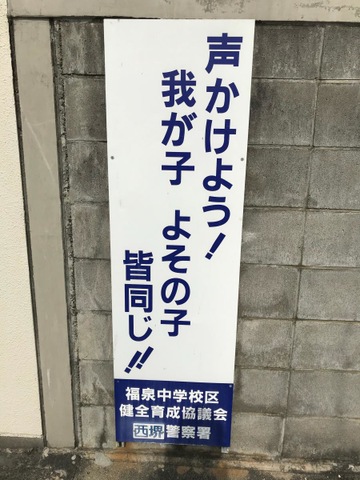 声かけよう!
我が子 よその子
皆同じ!!
福泉中学校区
健全育成協議会
西堺警察署